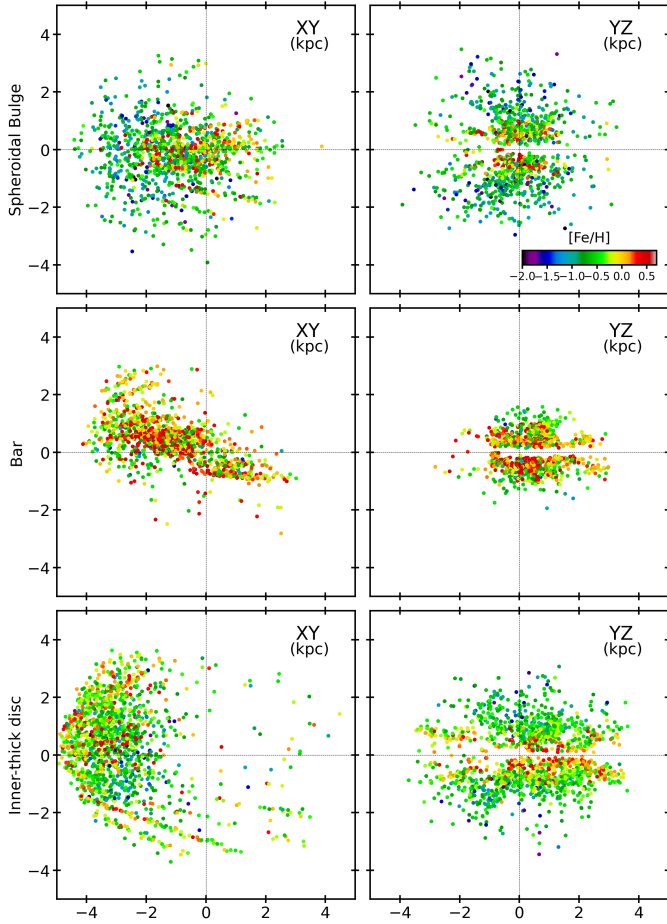 XY
(kpc)
YZ
(kpc)
4
2
0
−2
−4
Spheroidal Bulge
[Fe/H]
−2.0 −1.5 −1.0 −0.5 0.0 0.5
XY
(kpc)
YZ
(kpc)
4
2
0
−2
−4
Bar
XY
(kpc)
YZ
(kpc)
4
2
0
−2
−4
Inner-thick disc
−4 −2 0 2 4
−4 −2 0 2 4